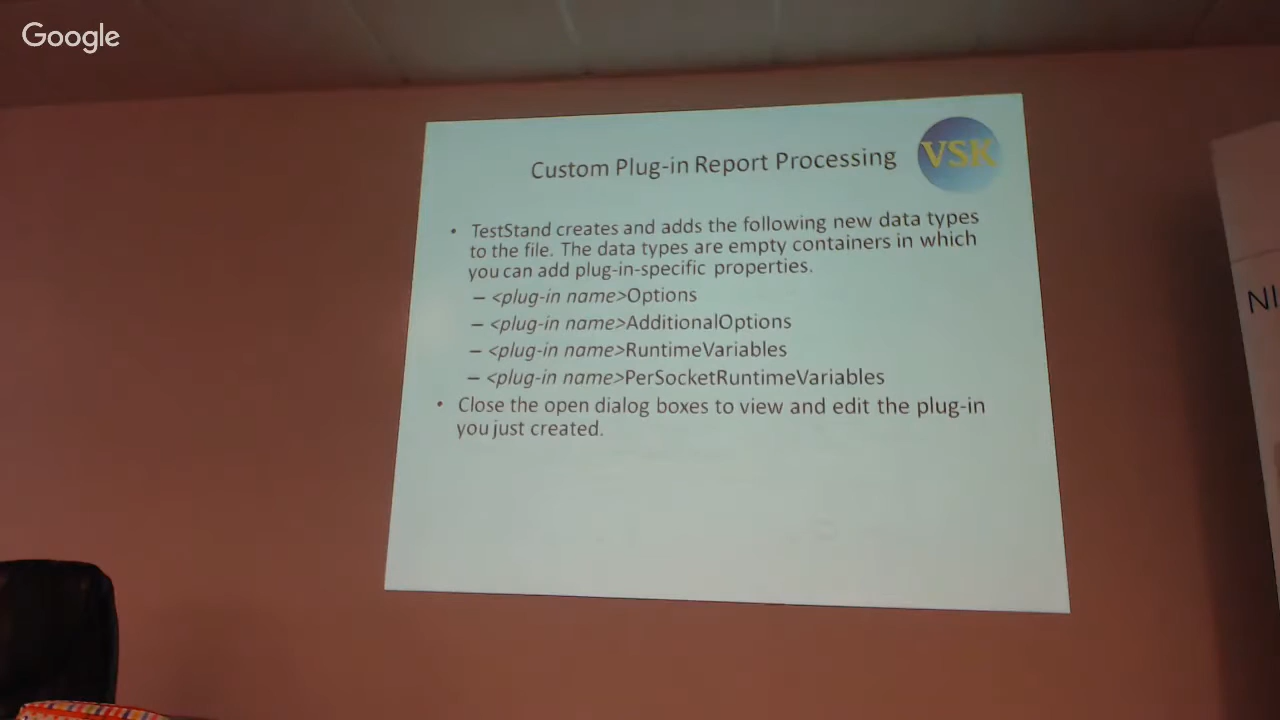 Google
Custom Plug-in Report Processing
VSK
• TestStand creates and adds the following new data types
to the file. The data types are empty containers in which
you can add plug-in-specific properties.
– <plug-in name>Options
– <plug-in name>AdditionalOptions
– <plug-in name>RuntimeVariables
– <plug-in name>PerSocketRuntimeVariables
• Close the open dialog boxes to view and edit the plug-in
you just created.
NI